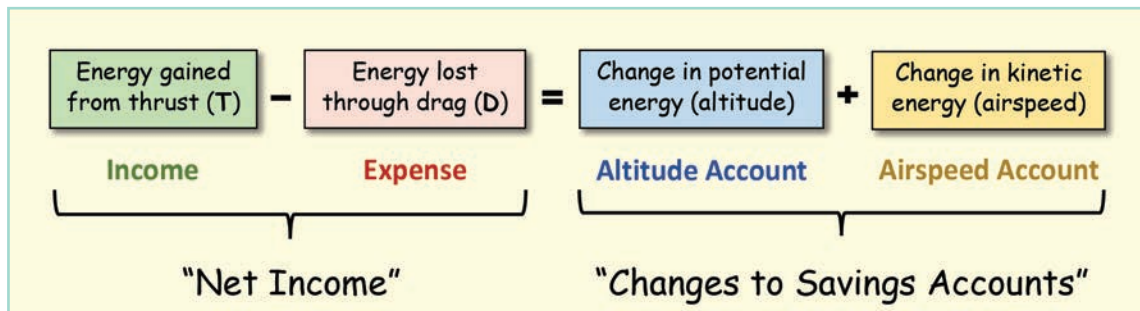 Energy gained
from thrust (T)
–
Energy lost
through drag (D)
=
Change in potential
energy (altitude)
+
Change in kinetic
energy (airspeed)
Income
Expense
Altitude Account
Airspeed Account
“Net Income”
“Changes to Savings Accounts”